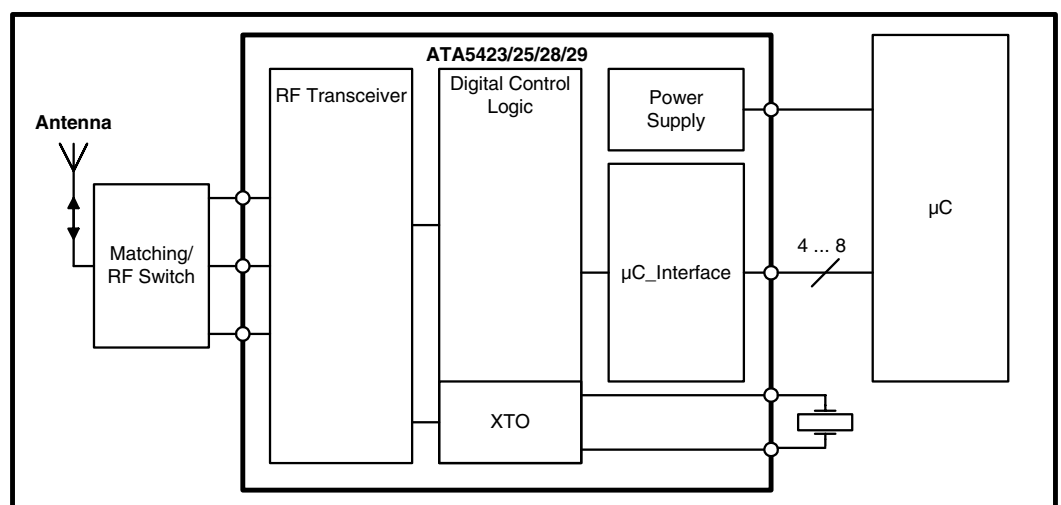 ATA5423/25/28/29
RF Transceiver
Digital Control
Logic
Power
Supply
Antenna
Matching/
RF Switch
µC_Interface
4 ... 8
µC
XTO